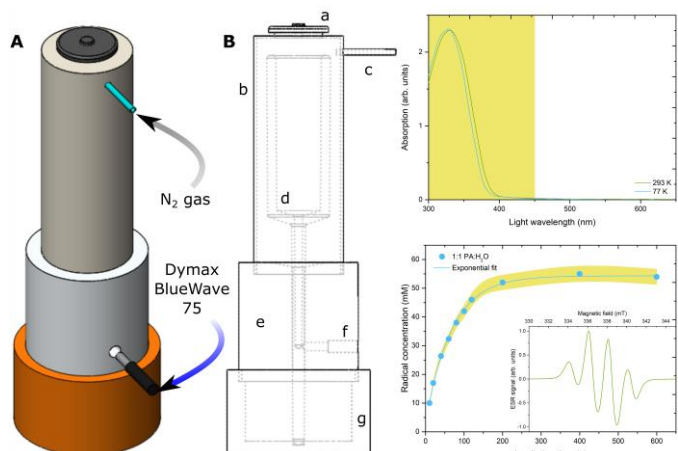 A
N₂ gas
Dymax
BlueWave
75
B
a
b
c
d
e
f
g
Absorption (arb. units)
2
1
0
300
400
500
600
Light wavelength (nm)
293 K
77 K
Radical concentration (mM)
70
60
50
40
30
20
10
0
1:1 PA:H₂O
Exponential fit
Magnetic field (mT)
330 332 334 336 338 340 342 344
ESR signal (arb. units)
1.0
0.5
0.0
-0.5
-1.0
0 100 200 300 400 500 600